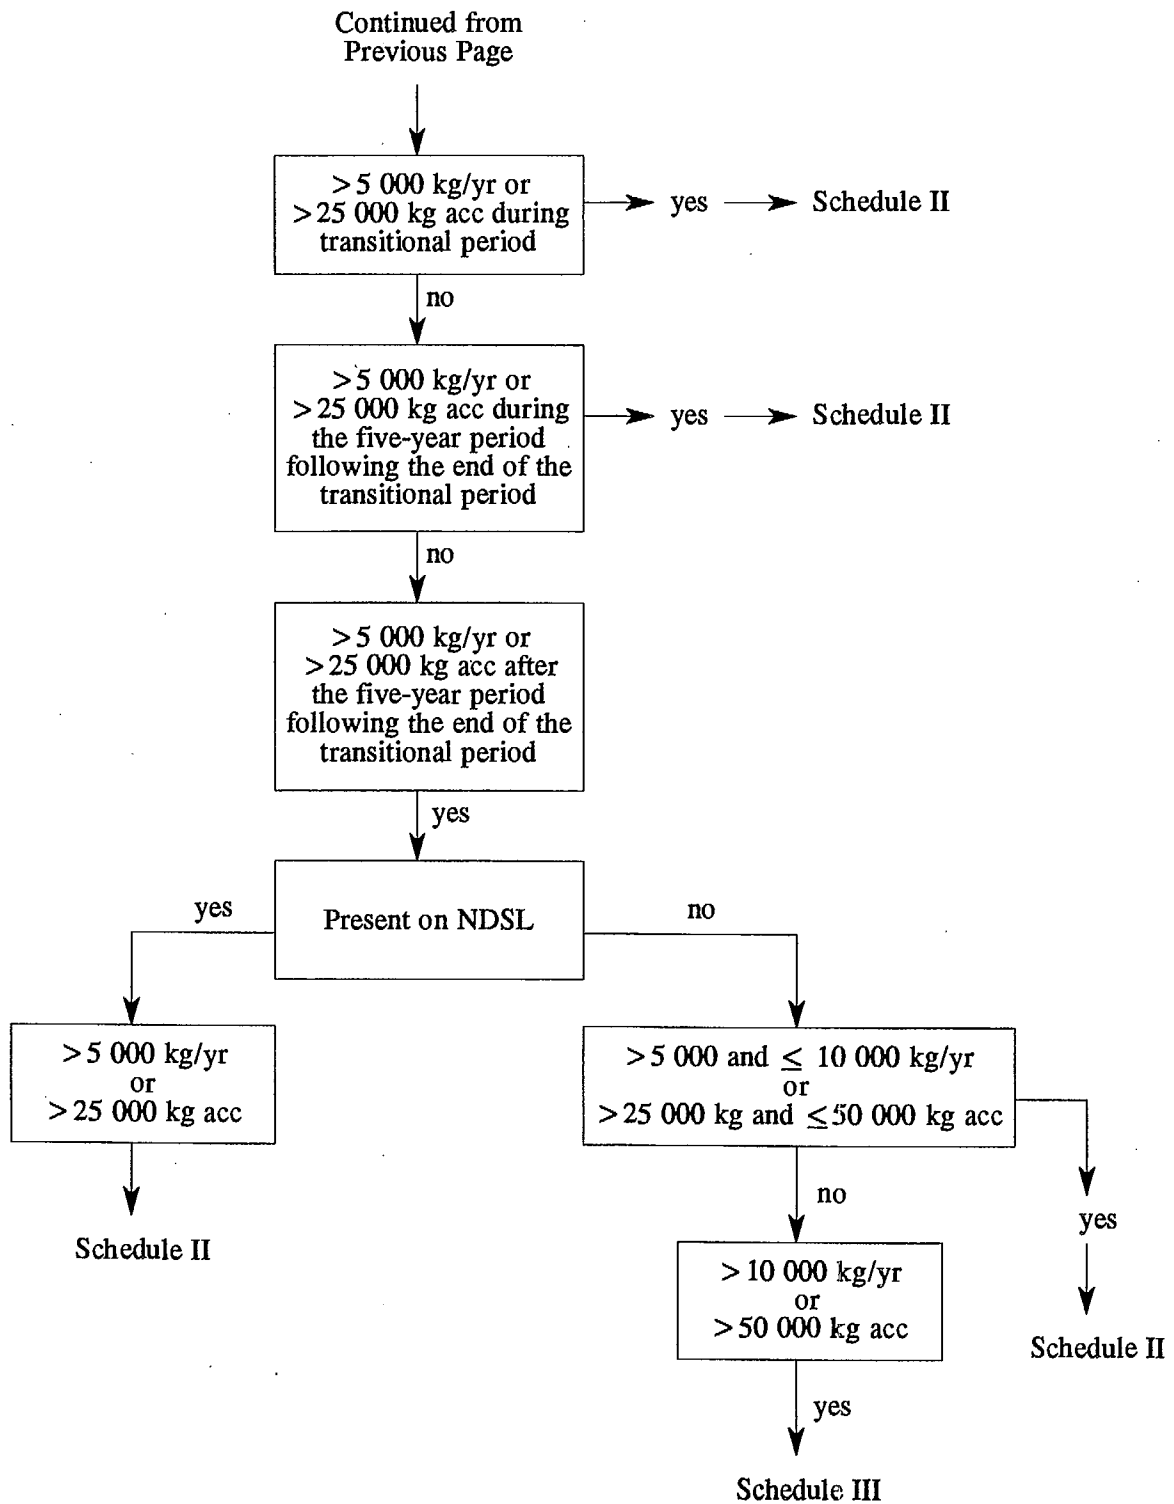 Continued from
Previous Page
>5 000 kg/yr or
>25 000 kg acc during
transitional period
yes
Schedule II
no
>5 000 kg/yr or
>25 000 kg acc during
the five-year period
following the end of the
transitional period
yes
Schedule II
no
>5 000 kg/yr or
>25 000 kg acc after
the five-year period
following the end of the
transitional period
yes
Present on NDSL
yes
no
>5 000 kg/yr
or
>25 000 kg acc
Schedule II
>5 000 and ≤ 10 000 kg/yr
or
>25 000 kg and ≤50 000 kg acc
yes
Schedule II
no
>10 000 kg/yr
or
>50 000 kg acc
yes
Schedule III